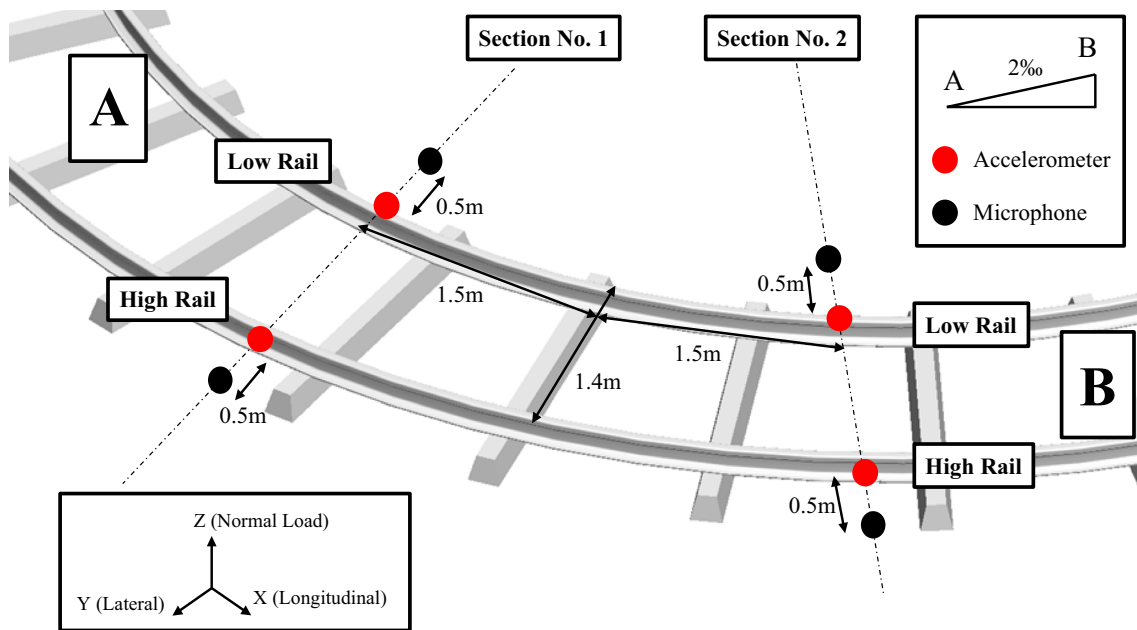 Section No. 1
Section No. 2
A
B
2‰
A
Accelerometer
Microphone
Low Rail
0.5m
High Rail
1.5m
0.5m
0.5m
1.5m
1.4m
Low Rail
B
High Rail
0.5m
Z (Normal Load)
Y (Lateral)
X (Longitudinal)